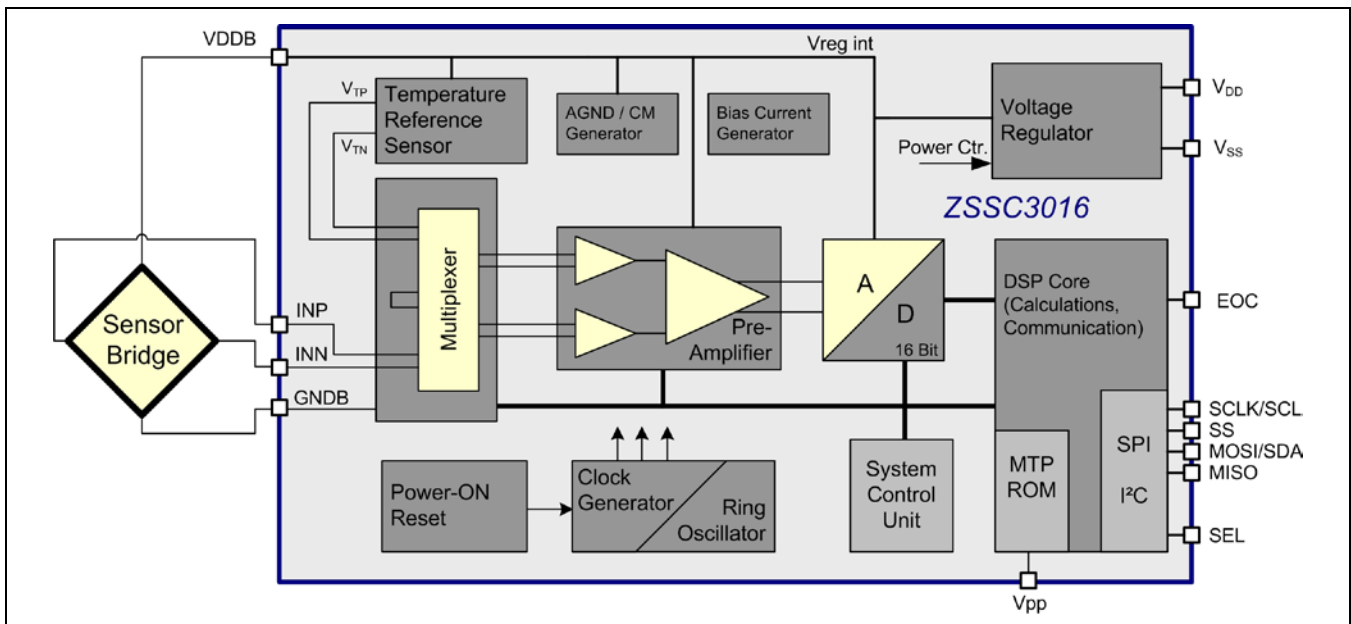 VDDB
Vreg int
VTP
VTN
Temperature
Reference
Sensor
AGND / CM
Generator
Bias Current
Generator
Voltage
Regulator
VDD
VSS
Power Ctr.
ZSSC3016
Multiplexer
Pre-
Amplifier
A
D
16 Bit
DSP Core
(Calculations,
Communication)
EOC
Sensor
Bridge
INP
INN
GNDB
SCLK/SCL
SS
MOSI/SDA
MISO
SEL
SPI
I²C
MTP
ROM
System
Control
Unit
Power-ON
Reset
Clock
Generator
Ring
Oscillator
Vpp